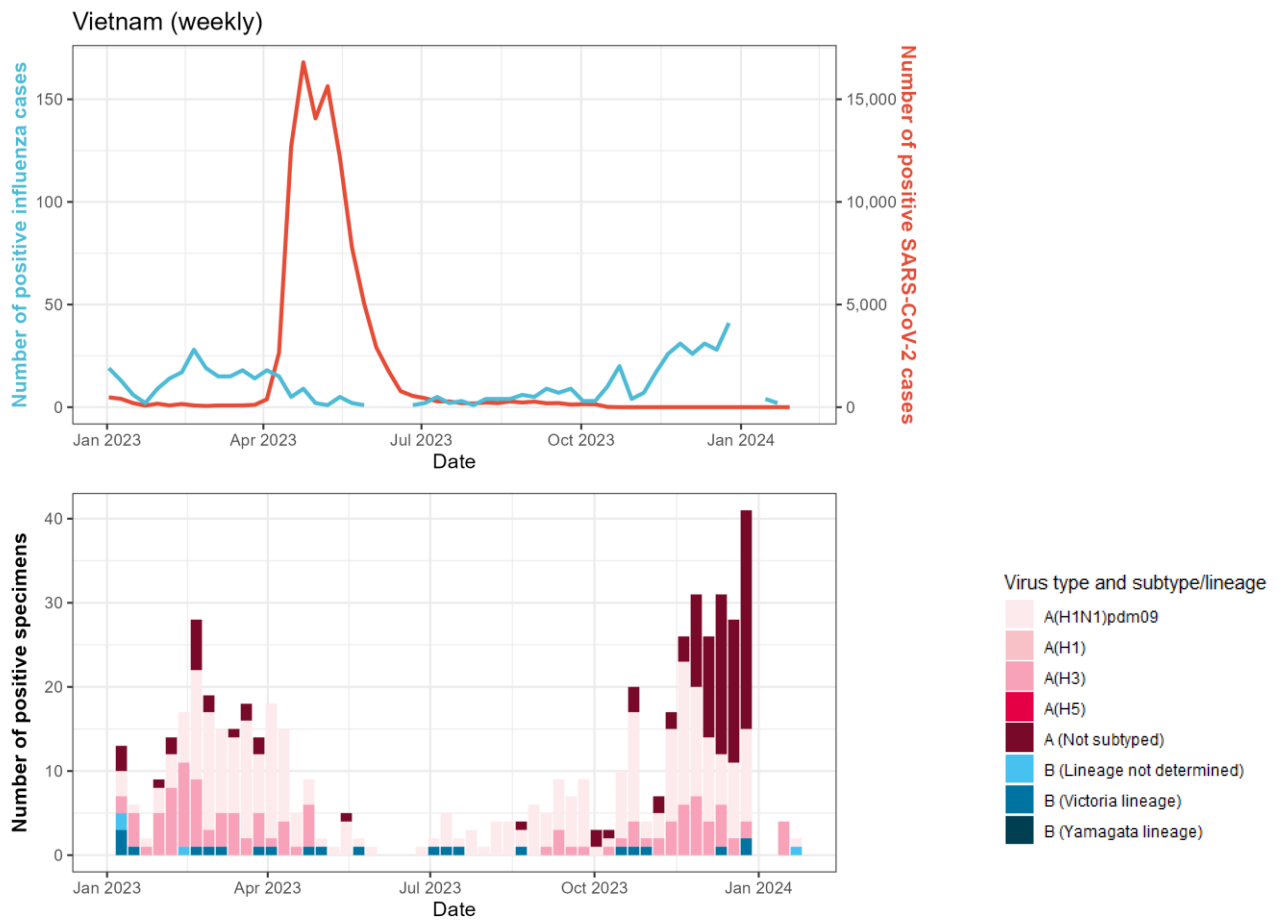 Vietnam (weekly)
Number of positive influenza cases
150
100
50
0
15,000
10,000
5,000
0
Number of positive SARS-CoV-2 cases
Jan 2023
Apr 2023
Jul 2023
Oct 2023
Jan 2024
Date
Number of positive specimens
40
30
20
10
0
Jan 2023
Apr 2023
Jul 2023
Oct 2023
Jan 2024
Date
Virus type and subtype/lineage
A(H1N1)pdm09
A(H1)
A(H3)
A(H5)
A (Not subtyped)
B (Lineage not determined)
B (Victoria lineage)
B (Yamagata lineage)